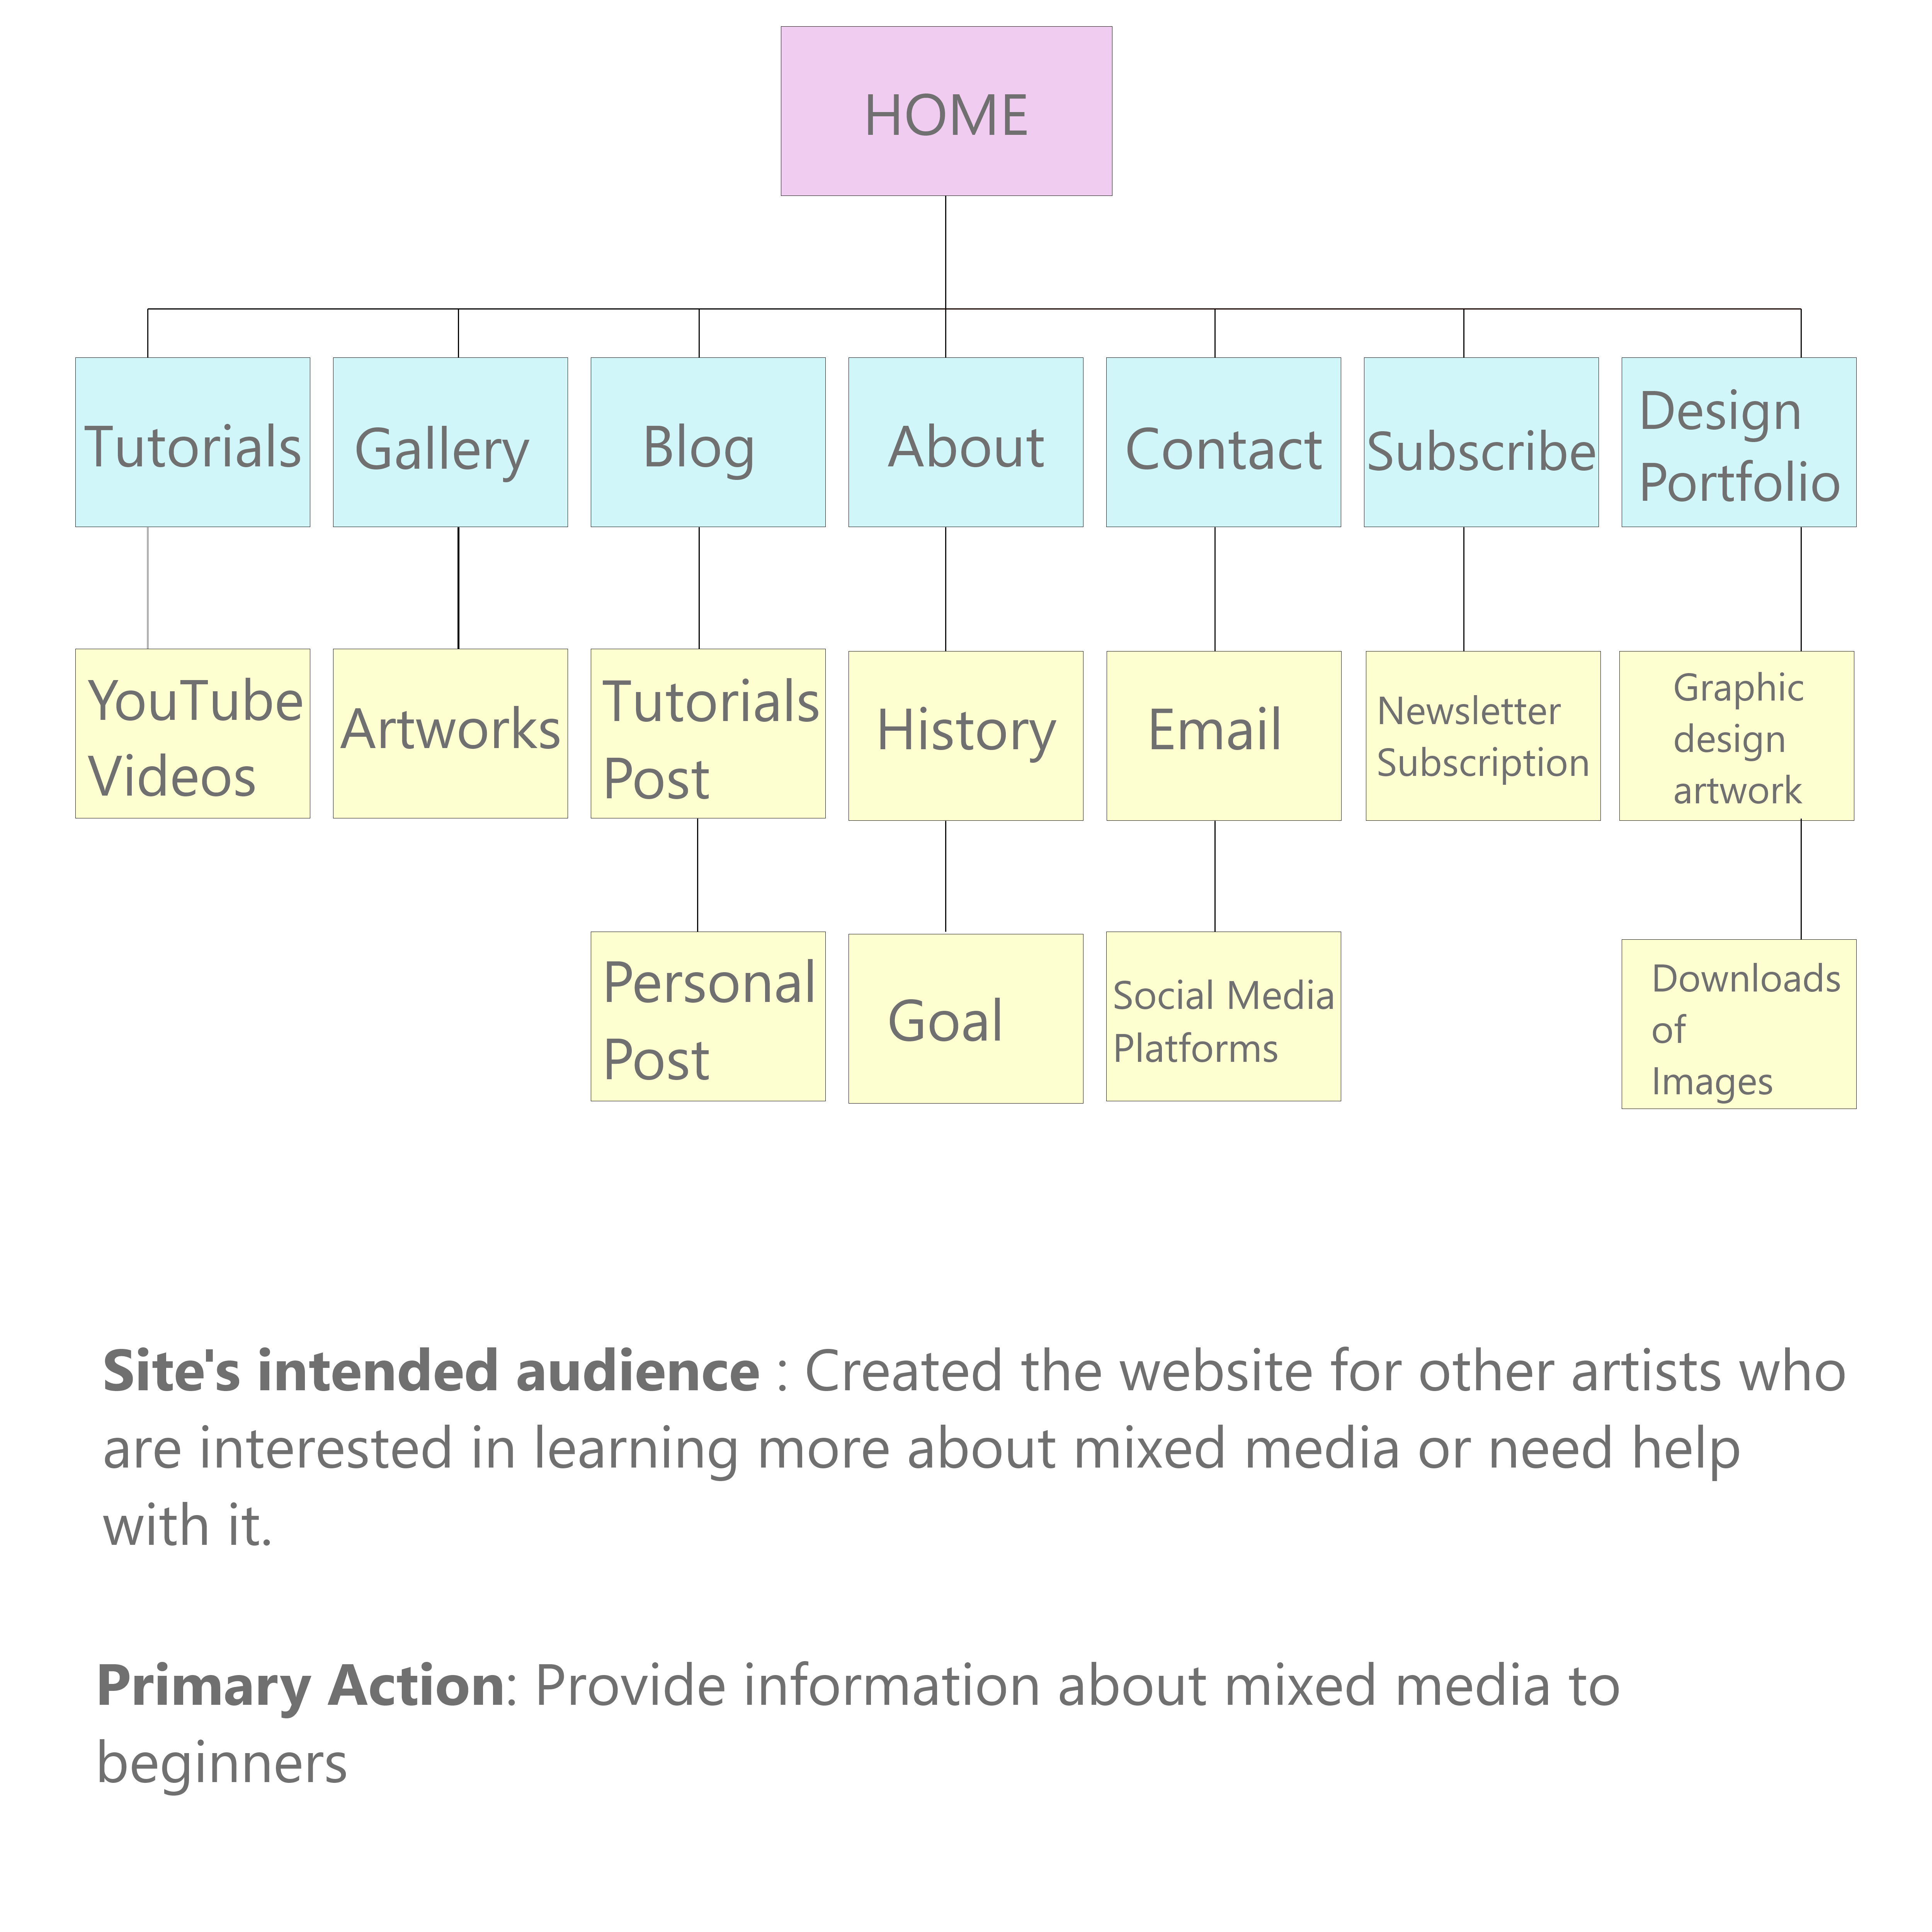 HOME
Tutorials
Gallery
Blog
About
Contact
Subscribe
Design
Portfolio
YouTube
Videos
Artworks
Tutorials
Post
History
Email
Newsletter
Subscription
Graphic
design
artwork
Personal
Post
Goal
Social Media
Platforms
Downloads
of
Images
Site's intended audience : Created the website for other artists who
are interested in learning more about mixed media or need help
with it.
Primary Action: Provide information about mixed media to
beginners